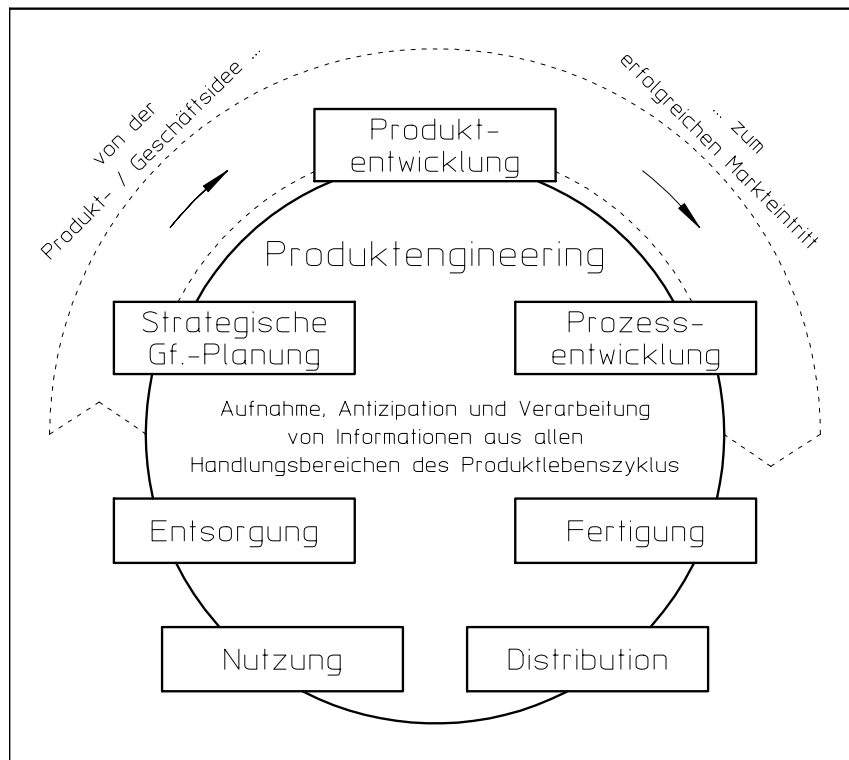 von der
Produkt- / Geschäftsidee ...
... zum
erfolgreichen Markteintritt
Produkt-
entwicklung
Produktengineering
Strategische
Gf.-Planung
Prozess-
entwicklung
Aufnahme, Antizipation und Verarbeitung
von Informationen aus allen
Handlungsbereichen des Produktlebenszyklus
Entsorgung
Fertigung
Nutzung
Distribution